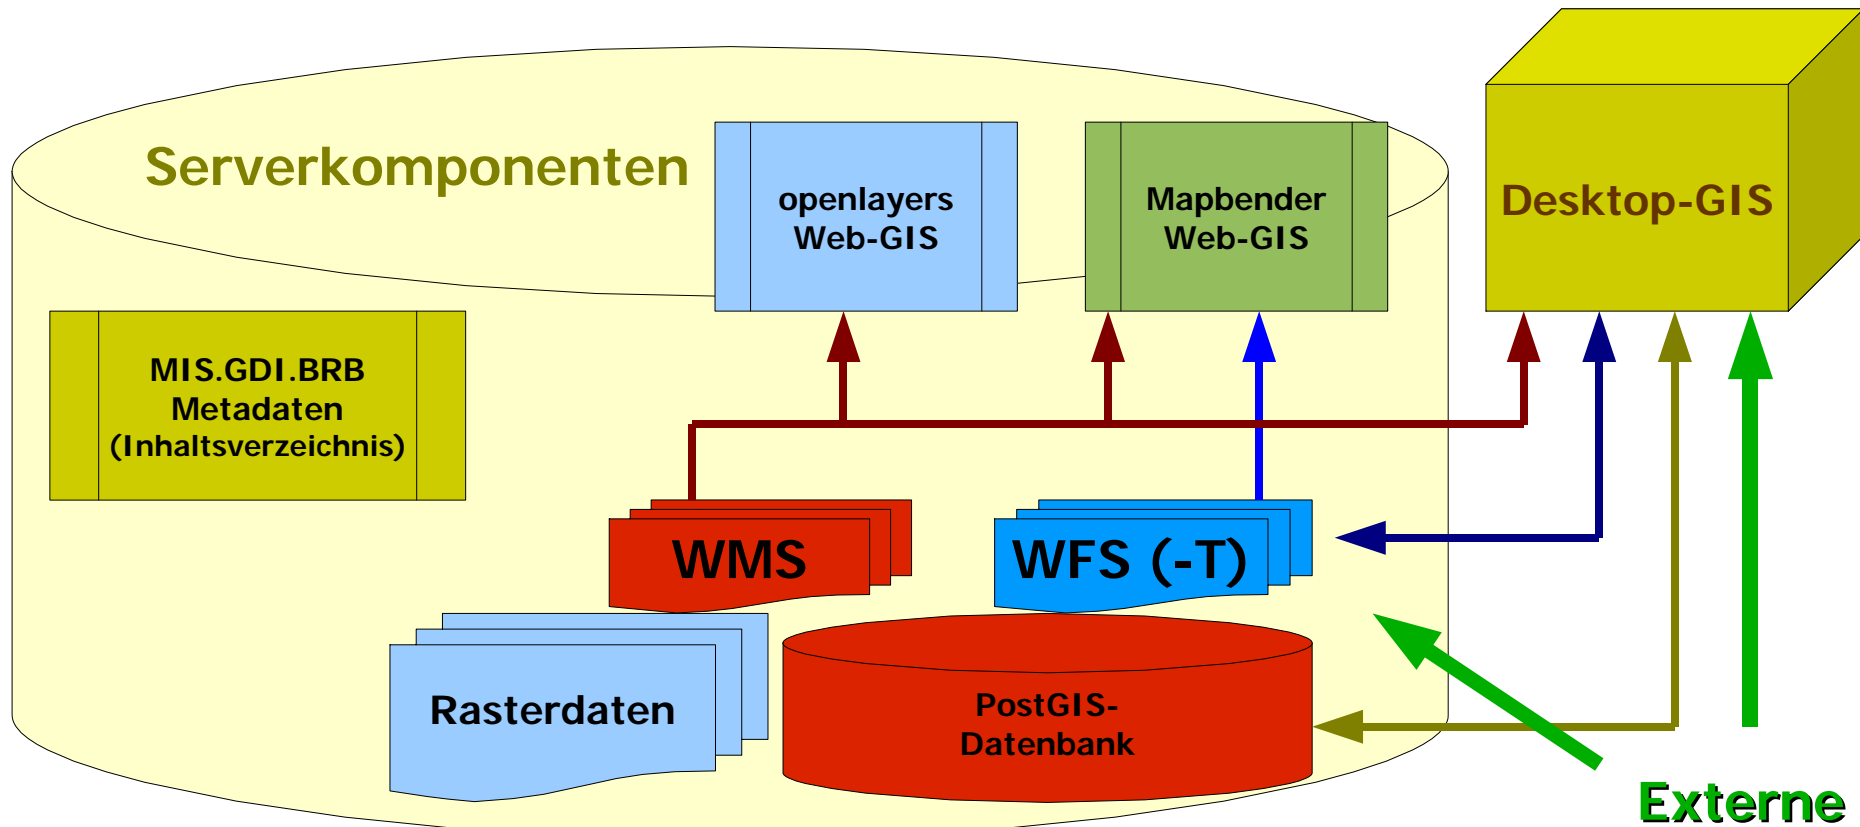 Serverkomponenten
openlayers
Web-GIS
Mapbender
Web-GIS
Desktop-GIS
MIS.GDI.BRB
Metadaten
(Inhaltsverzeichnis)
WMS
WFS (-T)
Rasterdaten
PostGIS-
Datenbank
Externe